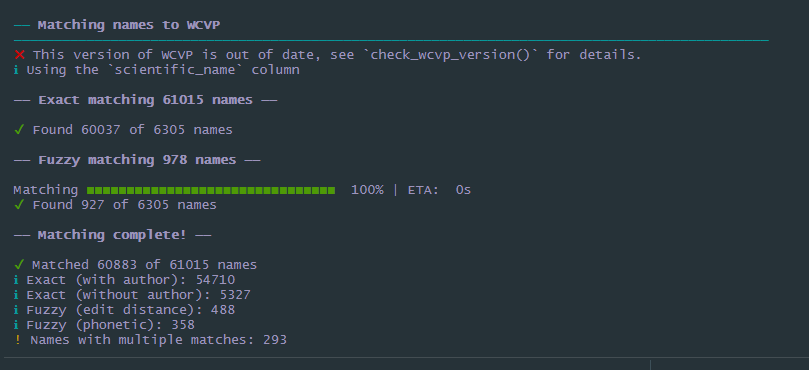 ── Matching names to WCVP
✖ This version of WCVP is out of date, see `check_wcvp_version()` for details.
ℹ Using the `scientific_name` column
── Exact matching 61015 names ──
✔ Found 60037 of 6305 names
── Fuzzy matching 978 names ──
Matching ■■■■■■■■■■■■■■■■■■■■■■■■■■■■■■■ 100% | ETA: 0s
✔ Found 927 of 6305 names
── Matching complete! ──
✔ Matched 60883 of 61015 names
ℹ Exact (with author): 54710
ℹ Exact (without author): 5327
ℹ Fuzzy (edit distance): 488
ℹ Fuzzy (phonetic): 358
! Names with multiple matches: 293